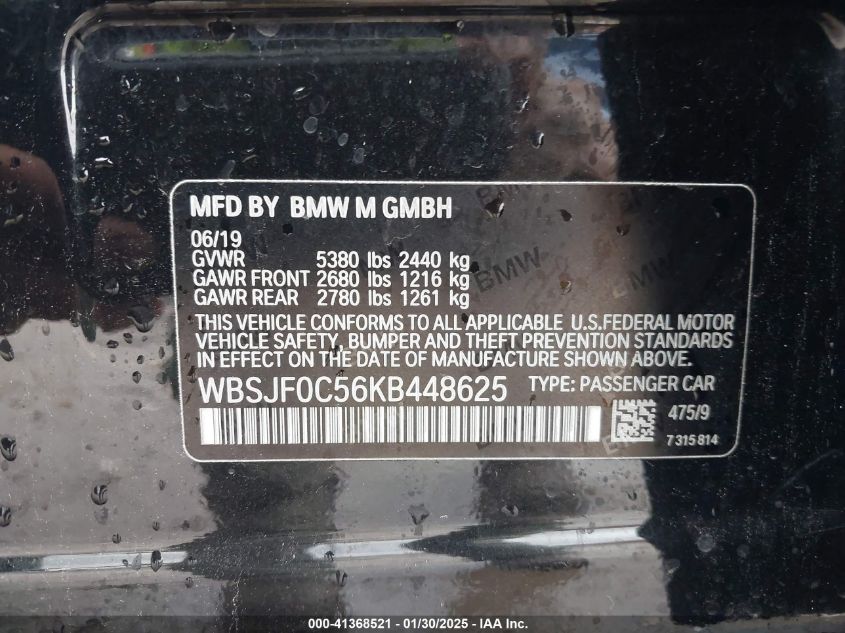 MFD BY BMW M GMBH
06/19
GVWR 5380 lbs 2440 kg
GAWR FRONT 2680 lbs 1216 kg
GAWR REAR 2780 lbs 1261 kg
THIS VEHICLE CONFORMS TO ALL APPLICABLE U.S.FEDERAL MOTOR
VEHICLE SAFETY, BUMPER AND THEFT PREVENTION STANDARDS
IN EFFECT ON THE DATE OF MANUFACTURE SHOWN ABOVE.
WBSJF0C56KB448625 TYPE: PASSENGER CAR
475/9
7 315 814
BMW
BMW
000-41368521 - 01/30/2025 - IAA Inc.